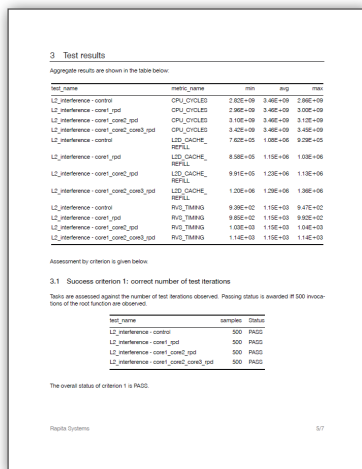 3 Test results
Aggregate results are shown in the table below:
test_name metric_name min avg max
L2_interference - control CPU_CYCLES 2.82E+09 3.46E+09 2.86E+09
L2_interference - core1_rpd CPU_CYCLES 2.96E+09 3.46E+09 3.00E+09
L2_interference - core1_core2_rpd CPU_CYCLES 3.10E+09 3.46E+09 3.12E+09
L2_interference - core1_core2_core3_rpd CPU_CYCLES 3.42E+09 3.46E+09 3.45E+09
L2_interference - control L2D_CACHE_ 7.62E+05 1.08E+06 9.29E+05
REFILL
L2_interference - core1_rpd L2D_CACHE_ 8.58E+05 1.15E+06 1.03E+06
REFILL
L2_interference - core1_core2_rpd L2D_CACHE_ 9.91E+05 1.23E+06 1.13E+06
REFILL
L2_interference - core1_core2_core3_rpd L2D_CACHE_ 1.20E+06 1.29E+06 1.36E+06
REFILL
L2_interference - control RVS_TIMING 9.39E+02 1.15E+03 9.47E+02
L2_interference - core1_rpd RVS_TIMING 9.85E+02 1.15E+03 9.92E+02
L2_interference - core1_core2_rpd RVS_TIMING 1.03E+03 1.15E+03 1.04E+03
L2_interference - core1_core2_core3_rpd RVS_TIMING 1.14E+03 1.15E+03 1.14E+03
Assessment by criterion is given below.
3.1 Success criterion 1: correct number of test iterations
Tasks are assessed against the number of test iterations observed. Passing status is awarded iff 500 invoca-
tions of the root function are observed.
test_name samples Status
L2_interference - control 500 PASS
L2_interference - core1_rpd 500 PASS
L2_interference - core1_core2_rpd 500 PASS
L2_interference - core1_core2_core3_rpd 500 PASS
The overall status of criterion 1 is PASS.
Rapita Systems 5/7